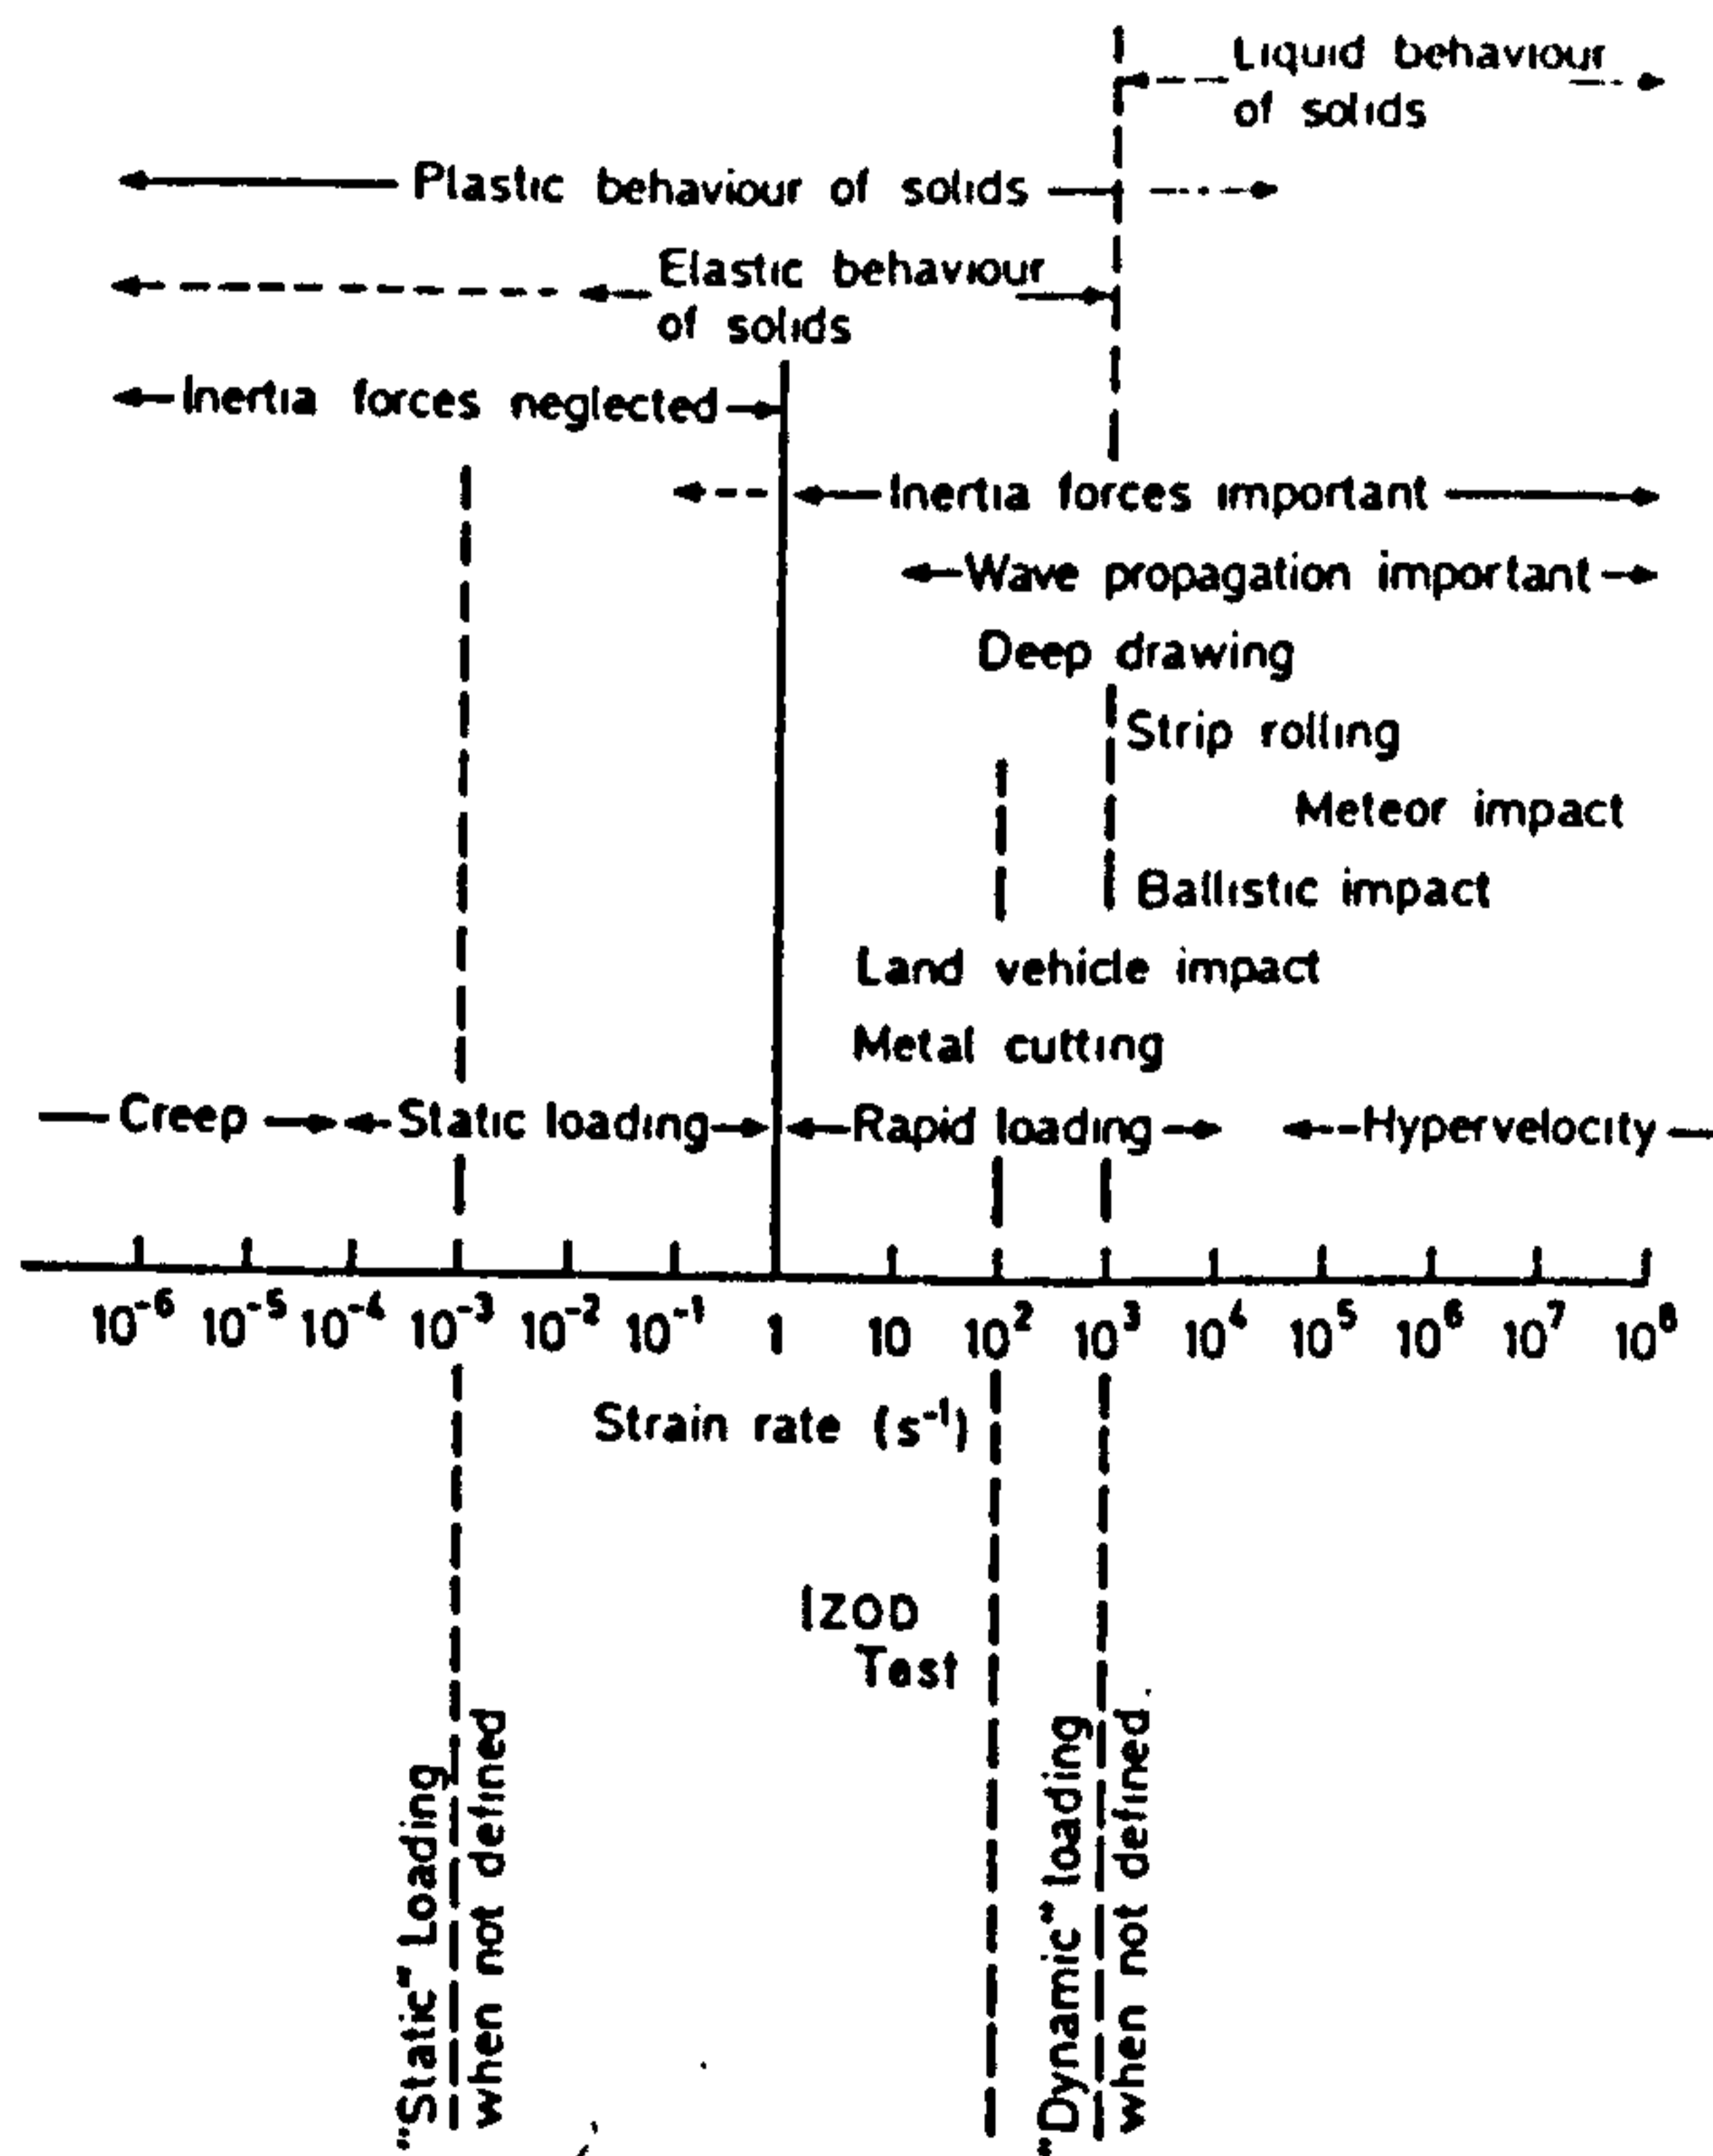 Liquid behaviour
of solids
Plastic behaviour of solids
Elastic behaviour
of solids
Inertia forces neglected
Inertia forces important
Wave propagation important
Deep drawing
Strip rolling
Meteor impact
Ballistic impact
Land vehicle impact
Metal cutting
Creep Static loading Rapid loading Hypervelocity
10⁻⁶ 10⁻⁵ 10⁻⁴ 10⁻³ 10⁻² 10⁻¹ 1 10 10² 10³ 10⁴ 10⁵ 10⁶ 10⁷ 10⁸
Strain rate (s⁻¹)
IZOD
Test
"Static" Loading
when not defined
"Dynamic" loading
when not defined.